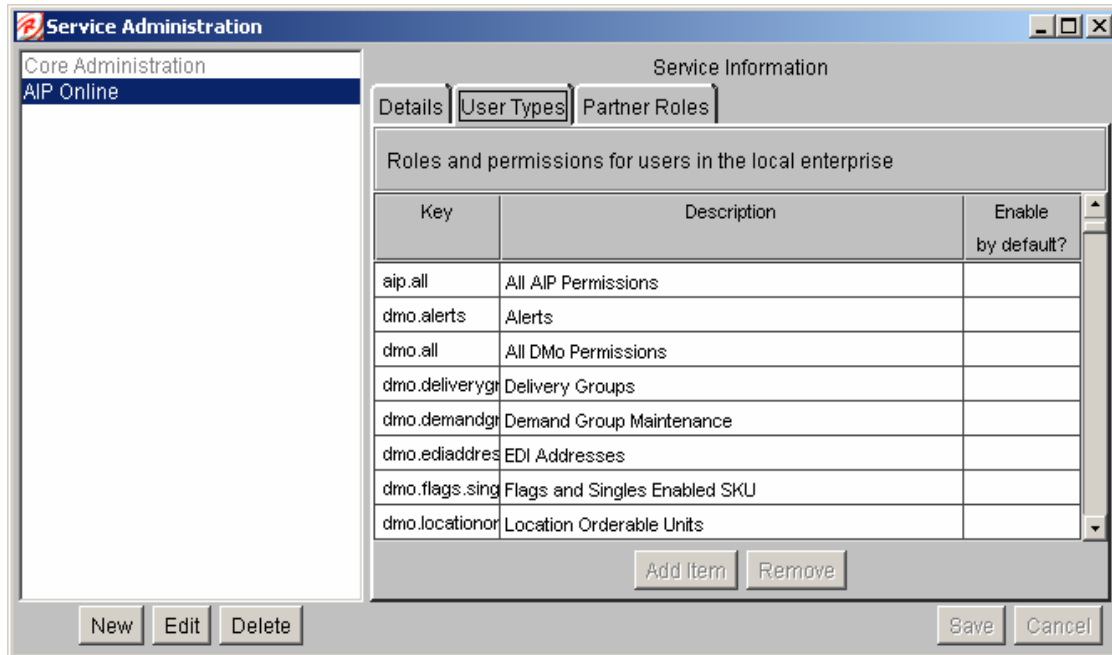 Service Administration
Core Administration
AIP Online
Service Information
Details User Types Partner Roles
Roles and permissions for users in the local enterprise
Key Description Enable
by default?
aip.all All AIP Permissions
dmo.alerts Alerts
dmo.all All DMo Permissions
dmo.deliverygr Delivery Groups
dmo.demandgr Demand Group Maintenance
dmo.ediaddres EDI Addresses
dmo.flags.sing Flags and Singles Enabled SKU
dmo.locationor Location Orderable Units
Add Item Remove
New Edit Delete Save Cancel